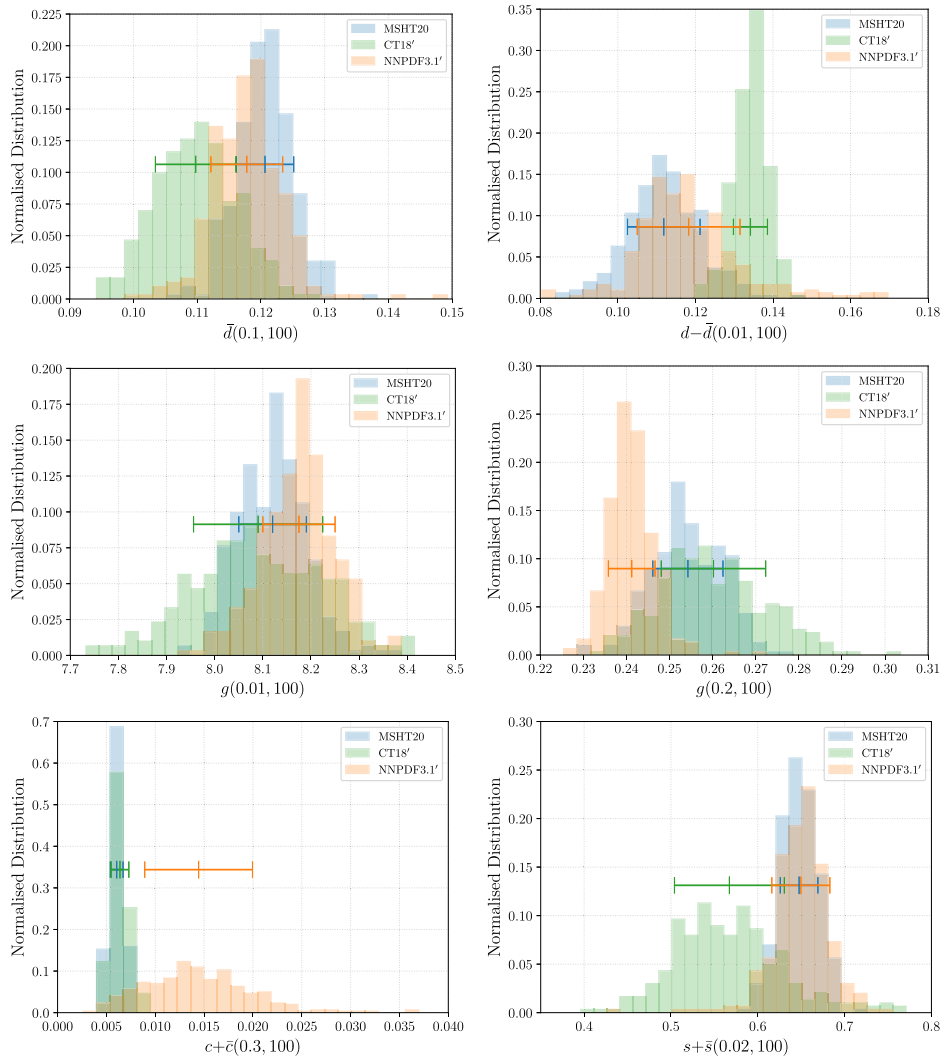 0.225
0.200
0.175
0.150
0.125
0.100
0.075
0.050
0.025
0.000
Normalised Distribution
MSHT20
CT18′
NNPDF3.1′
0.09 0.10 0.11 0.12 0.13 0.14 0.15
d̄(0.1, 100)
0.35
0.30
0.25
0.20
0.15
0.10
0.05
0.00
Normalised Distribution
MSHT20
CT18′
NNPDF3.1′
0.08 0.10 0.12 0.14 0.16 0.18
d−d̄(0.01, 100)
0.200
0.175
0.150
0.125
0.100
0.075
0.050
0.025
0.000
Normalised Distribution
MSHT20
CT18′
NNPDF3.1′
7.7 7.8 7.9 8.0 8.1 8.2 8.3 8.4 8.5
g(0.01, 100)
0.30
0.25
0.20
0.15
0.10
0.05
0.00
Normalised Distribution
MSHT20
CT18′
NNPDF3.1′
0.22 0.23 0.24 0.25 0.26 0.27 0.28 0.29 0.30 0.31
g(0.2, 100)
0.7
0.6
0.5
0.4
0.3
0.2
0.1
0.0
Normalised Distribution
MSHT20
CT18′
NNPDF3.1′
0.000 0.005 0.010 0.015 0.020 0.025 0.030 0.035 0.040
c+c̄(0.3, 100)
0.30
0.25
0.20
0.15
0.10
0.05
0.00
Normalised Distribution
MSHT20
CT18′
NNPDF3.1′
0.4 0.5 0.6 0.7 0.8
s+s̄(0.02, 100)